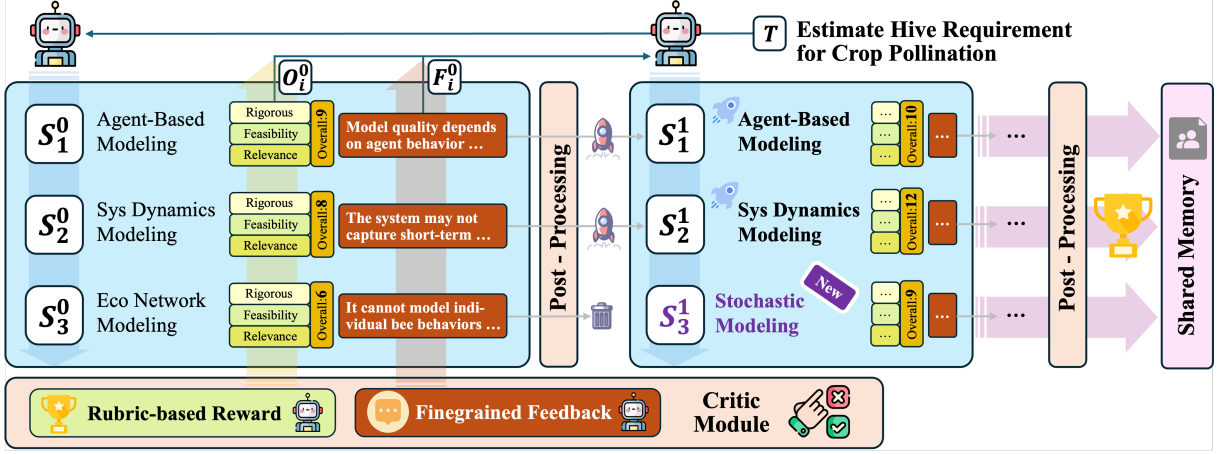 T
Estimate Hive Requirement
for Crop Pollination
O_i^0
F_i^0
S_1^0
Agent-Based
Modeling
Rigorous
Feasibility
Relevance
Overall:9
Model quality depends
on agent behavior ...
S_2^0
Sys Dynamics
Modeling
Rigorous
Feasibility
Relevance
Overall:8
The system may not
capture short-term ...
S_3^0
Eco Network
Modeling
Rigorous
Feasibility
Relevance
Overall:6
It cannot model indi-
vidual bee behaviors ...
Post - Processing
S_1^1
Agent-Based
Modeling
...
...
...
Overall:10
...
...
S_2^1
Sys Dynamics
Modeling
...
...
...
Overall:12
...
...
S_3^1
Stochastic
Modeling
New
...
...
...
Overall:9
...
...
Post - Processing
Shared Memory
Rubric-based Reward
Finegrained Feedback
Critic
Module